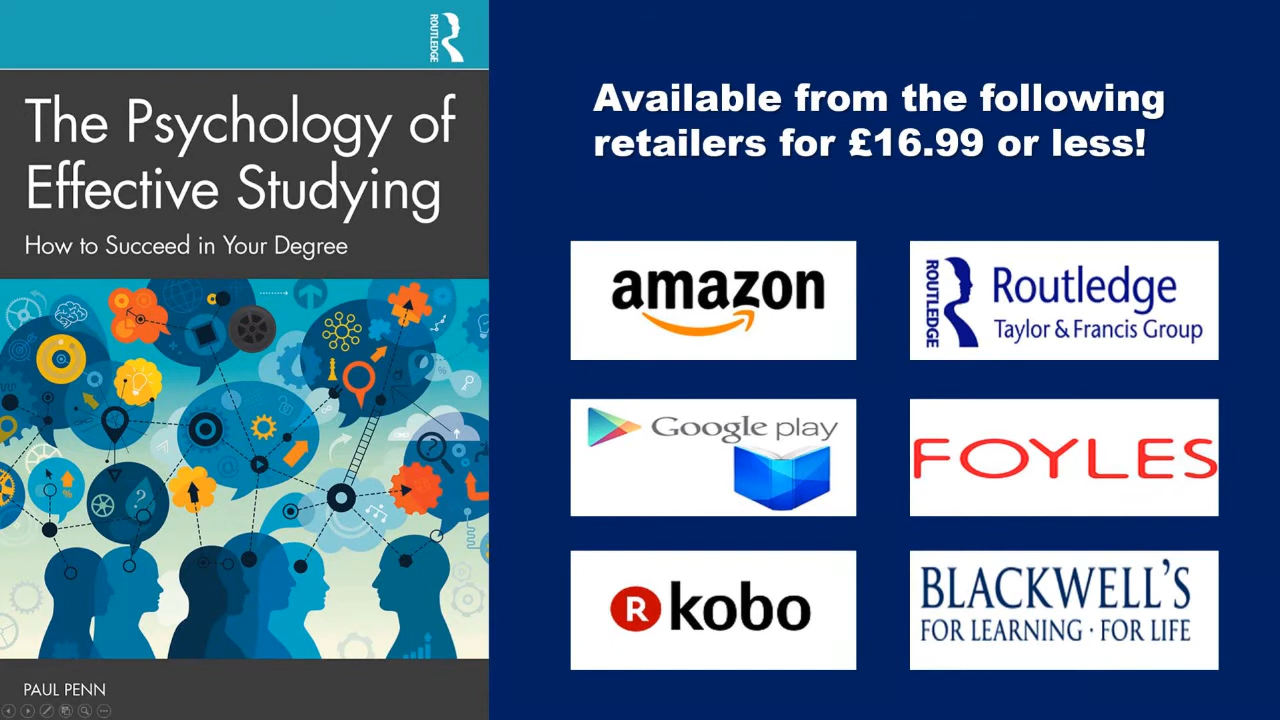 ROUTLEDGE
The Psychology of
Effective Studying
How to Succeed in Your Degree
PAUL PENN
Available from the following
retailers for £16.99 or less!
amazon
ROUTLEDGE
Routledge
Taylor & Francis Group
Google play
FOYLES
R kobo
BLACKWELL'S
FOR LEARNING · FOR LIFE